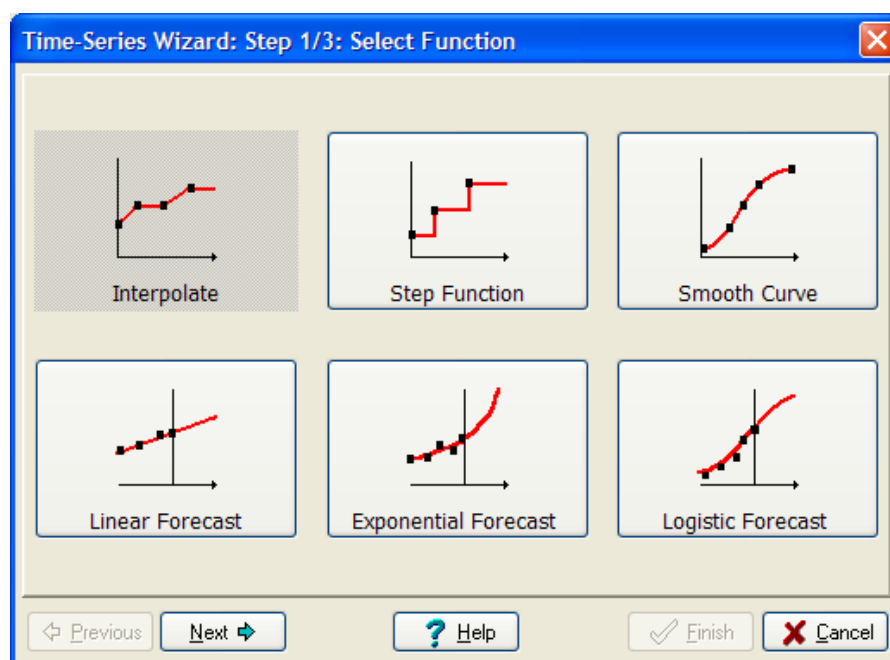 Time-Series Wizard: Step 1/3: Select Function
Interpolate
Step Function
Smooth Curve
Linear Forecast
Exponential Forecast
Logistic Forecast
Previous
Next
Help
Finish
Cancel